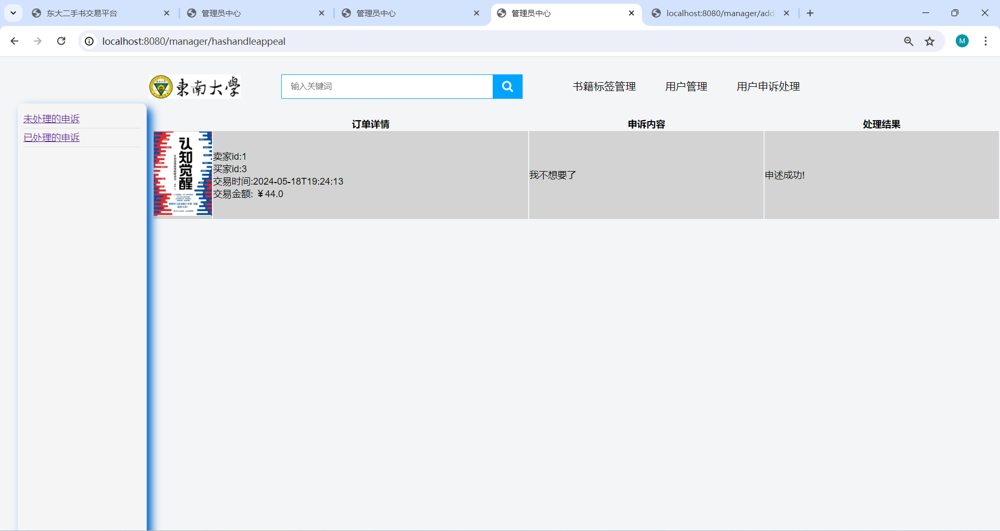 东大二手书交易平台
管理员中心
管理员中心
管理员中心
localhost:8080/manager/add
localhost:8080/manager/hashandleappeal
M
東南大學
输入关键词
书籍标签管理
用户管理
用户申诉处理
未处理的申诉
已处理的申诉
订单详情
申诉内容
处理结果
认知觉醒
卖家id:1
买家id:3
交易时间:2024-05-18T19:24:13
交易金额: ￥44.0
我不想要了
申述成功!